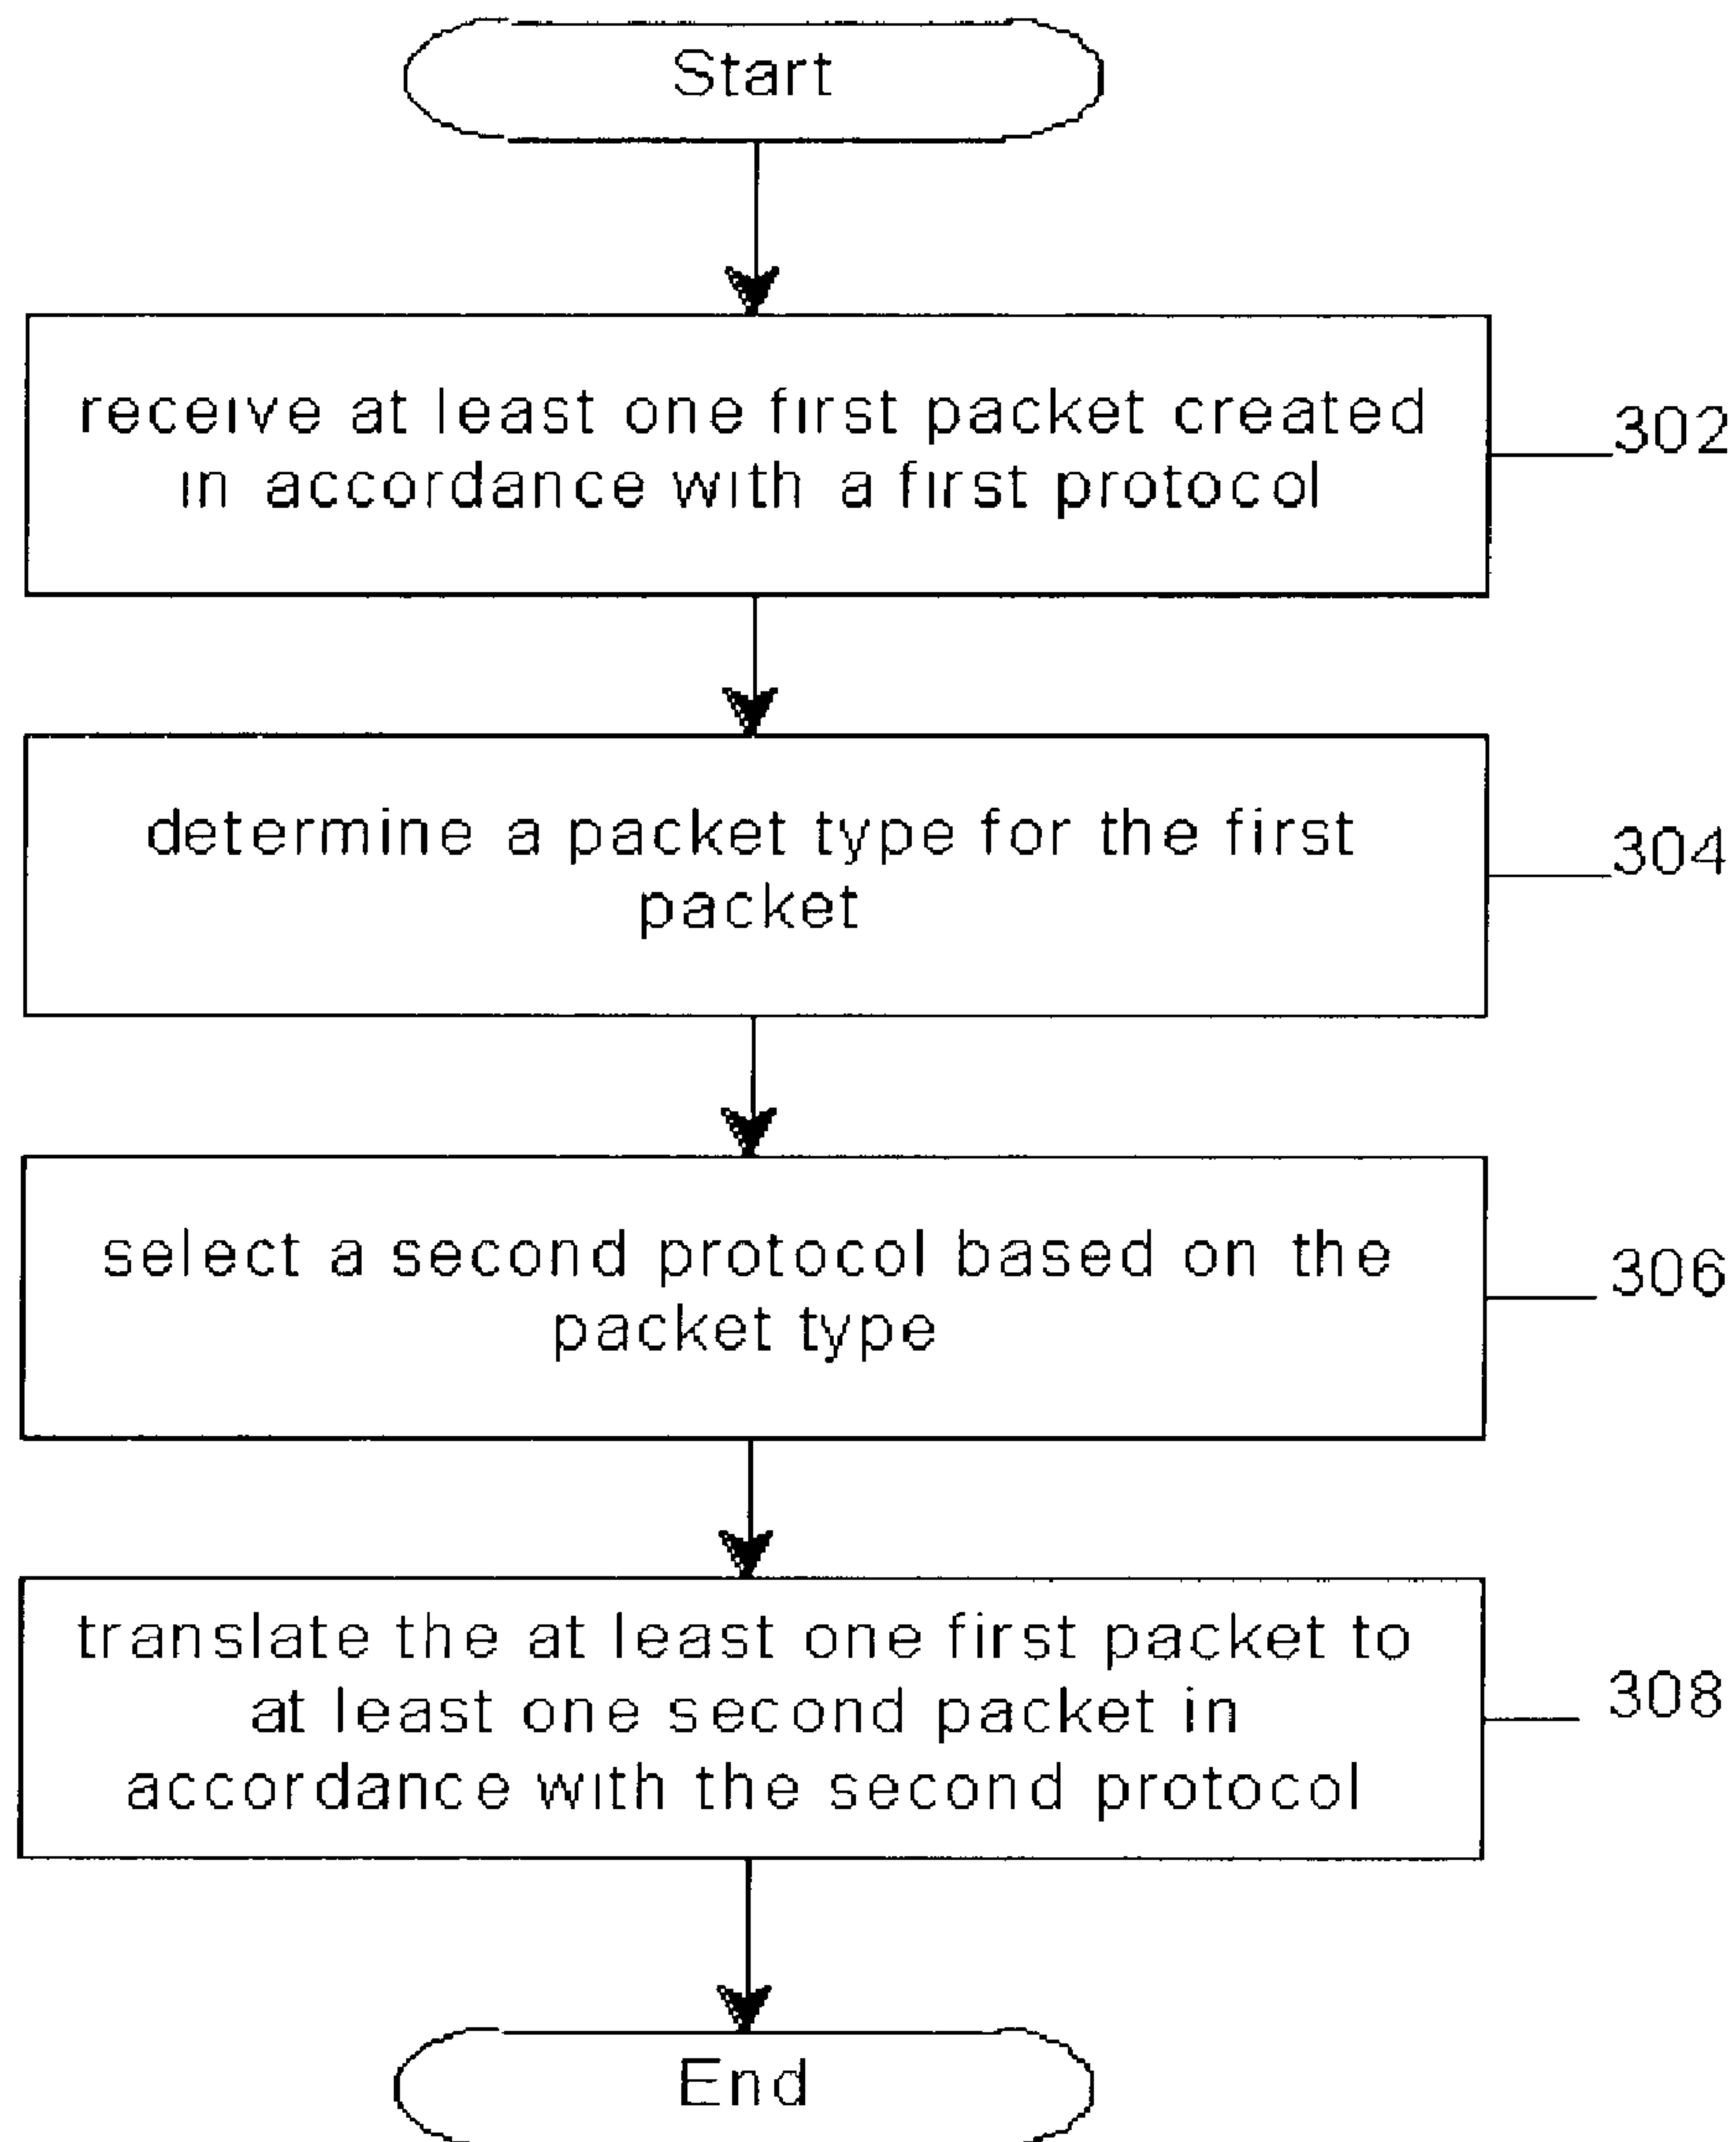 Start
receive at least one first packet created
in accordance with a first protocol
302
determine a packet type for the first
packet
304
select a second protocol based on the
packet type
306
translate the at least one first packet to
at least one second packet in
accordance with the second protocol
308
End